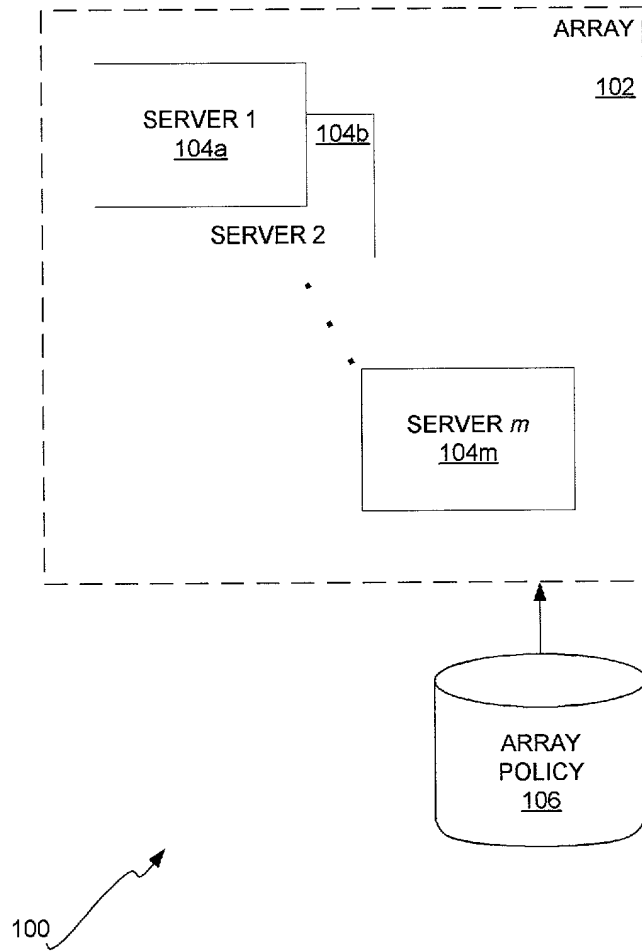 ARRAY
102
SERVER 1
104a
104b
SERVER 2
SERVER m
104m
ARRAY
POLICY
106
100